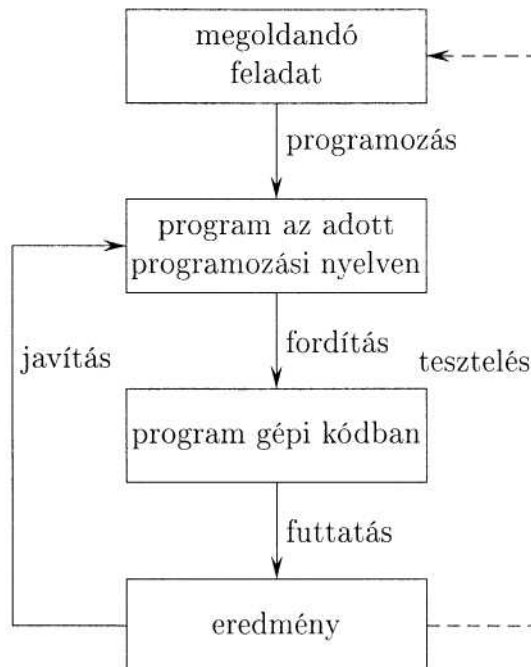 megoldandó
feladat
programozás
program az adott
programozási nyelven
javítás
fordítás
tesztelés
program gépi kódban
futtatás
eredmény